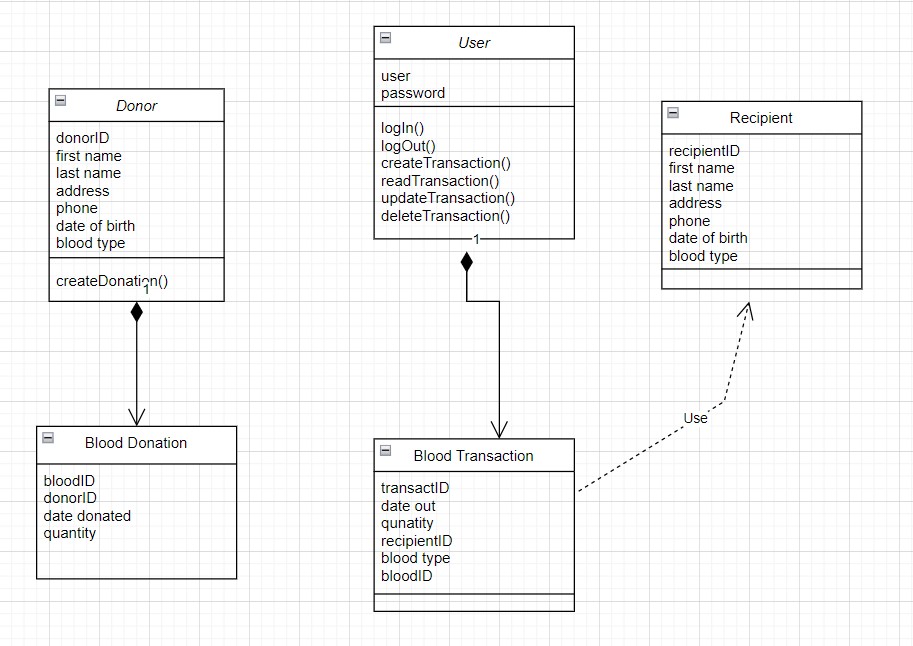 Donor
donorID
first name
last name
address
phone
date of birth
blood type
createDonation()
1
User
user
password
logIn()
logOut()
createTransaction()
readTransaction()
updateTransaction()
deleteTransaction()
1
Recipient
recipientID
first name
last name
address
phone
date of birth
blood type
Use
Blood Donation
bloodID
donorID
date donated
quantity
Blood Transaction
transactID
date out
qunatity
recipientID
blood type
bloodID